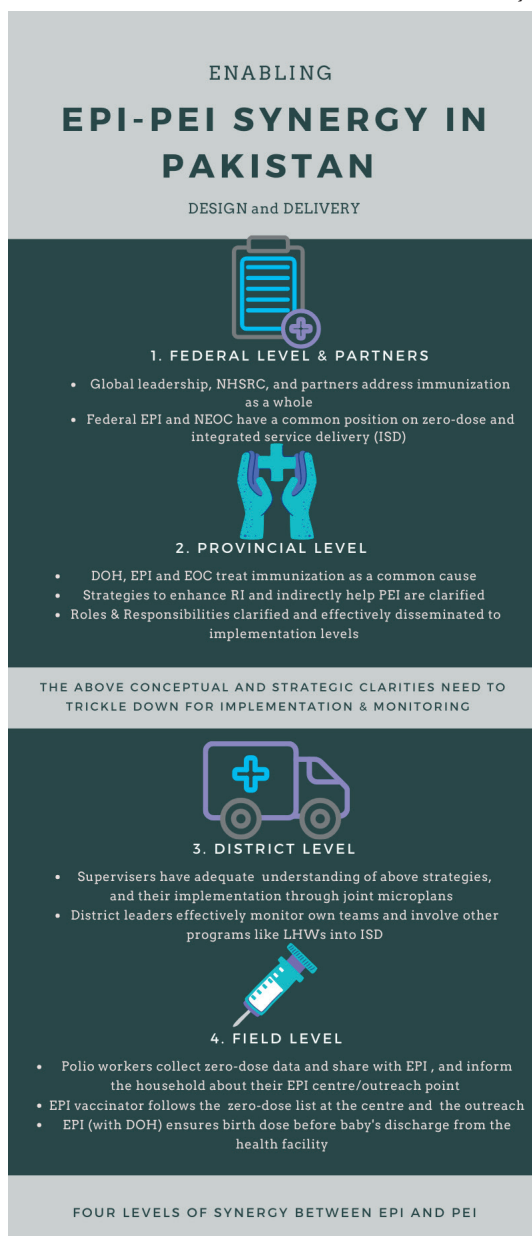 ENABLING
EPI-PEI SYNERGY IN
PAKISTAN
DESIGN and DELIVERY
1. FEDERAL LEVEL & PARTNERS
• Global leadership, NHSRC, and partners address immunization
as a whole
• Federal EPI and NEOC have a common position on zero-dose and
integrated service delivery (ISD)
2. PROVINCIAL LEVEL
• DOH, EPI and EOC treat immunization as a common cause
• Strategies to enhance RI and indirectly help PEI are clarified
• Roles & Responsibilities clarified and effectively disseminated to
implementation levels
THE ABOVE CONCEPTUAL AND STRATEGIC CLARITIES NEED TO
TRICKLE DOWN FOR IMPLEMENTATION & MONITORING
3. DISTRICT LEVEL
• Supervisers have adequate understanding of above strategies,
and their implementation through joint microplans
• District leaders effectively monitor own teams and involve other
programs like LHWs into ISD
4. FIELD LEVEL
• Polio workers collect zero-dose data and share with EPI , and inform
the household about their EPI centre/outreach point
• EPI vaccinator follows the zero-dose list at the centre and the outreach
• EPI (with DOH) ensures birth dose before baby's discharge from the
health facility
FOUR LEVELS OF SYNERGY BETWEEN EPI AND PEI